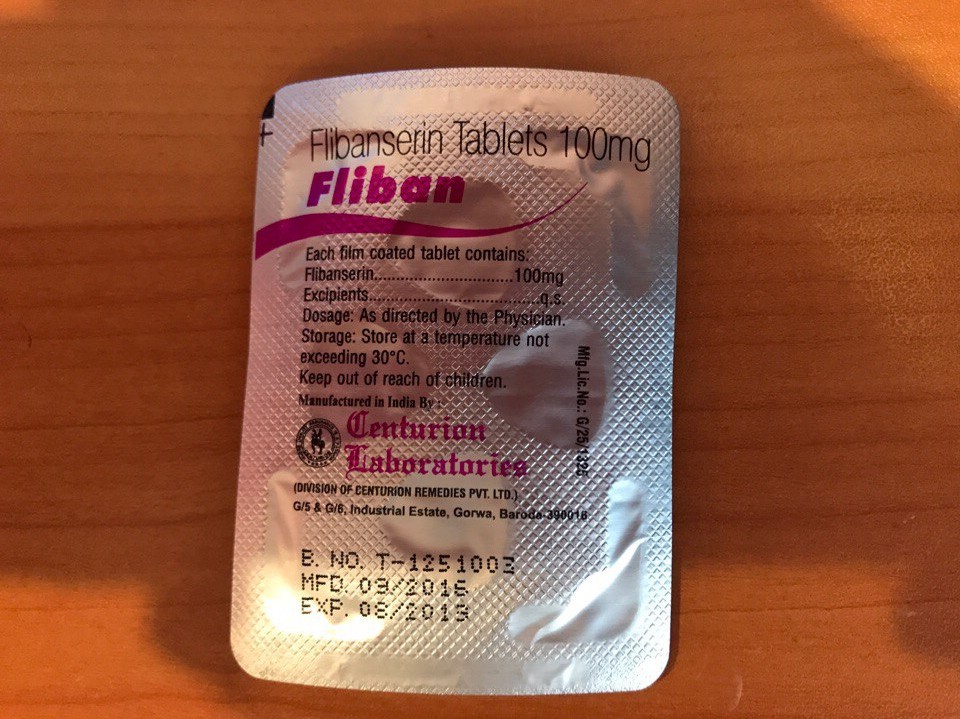 +
Flibanserin Tablets 100mg
Fliban
Each film coated tablet contains:
Flibanserin...............................100mg
Excipients......................................q.s.
Dosage: As directed by the Physician.
Storage: Store at a temperature not
exceeding 30°C.
Keep out of reach of children.
Manufactured in India By :
Centurion
Laboratories
(DIVISION OF CENTURION REMEDIES PVT. LTD.)
G/5 & G/6, Industrial Estate, Gorwa, Baroda-390016
Mfg.Lic.No.: G/25/1325
B. NO. T-1251003
MFD. 09/2016
EXP. 08/2019